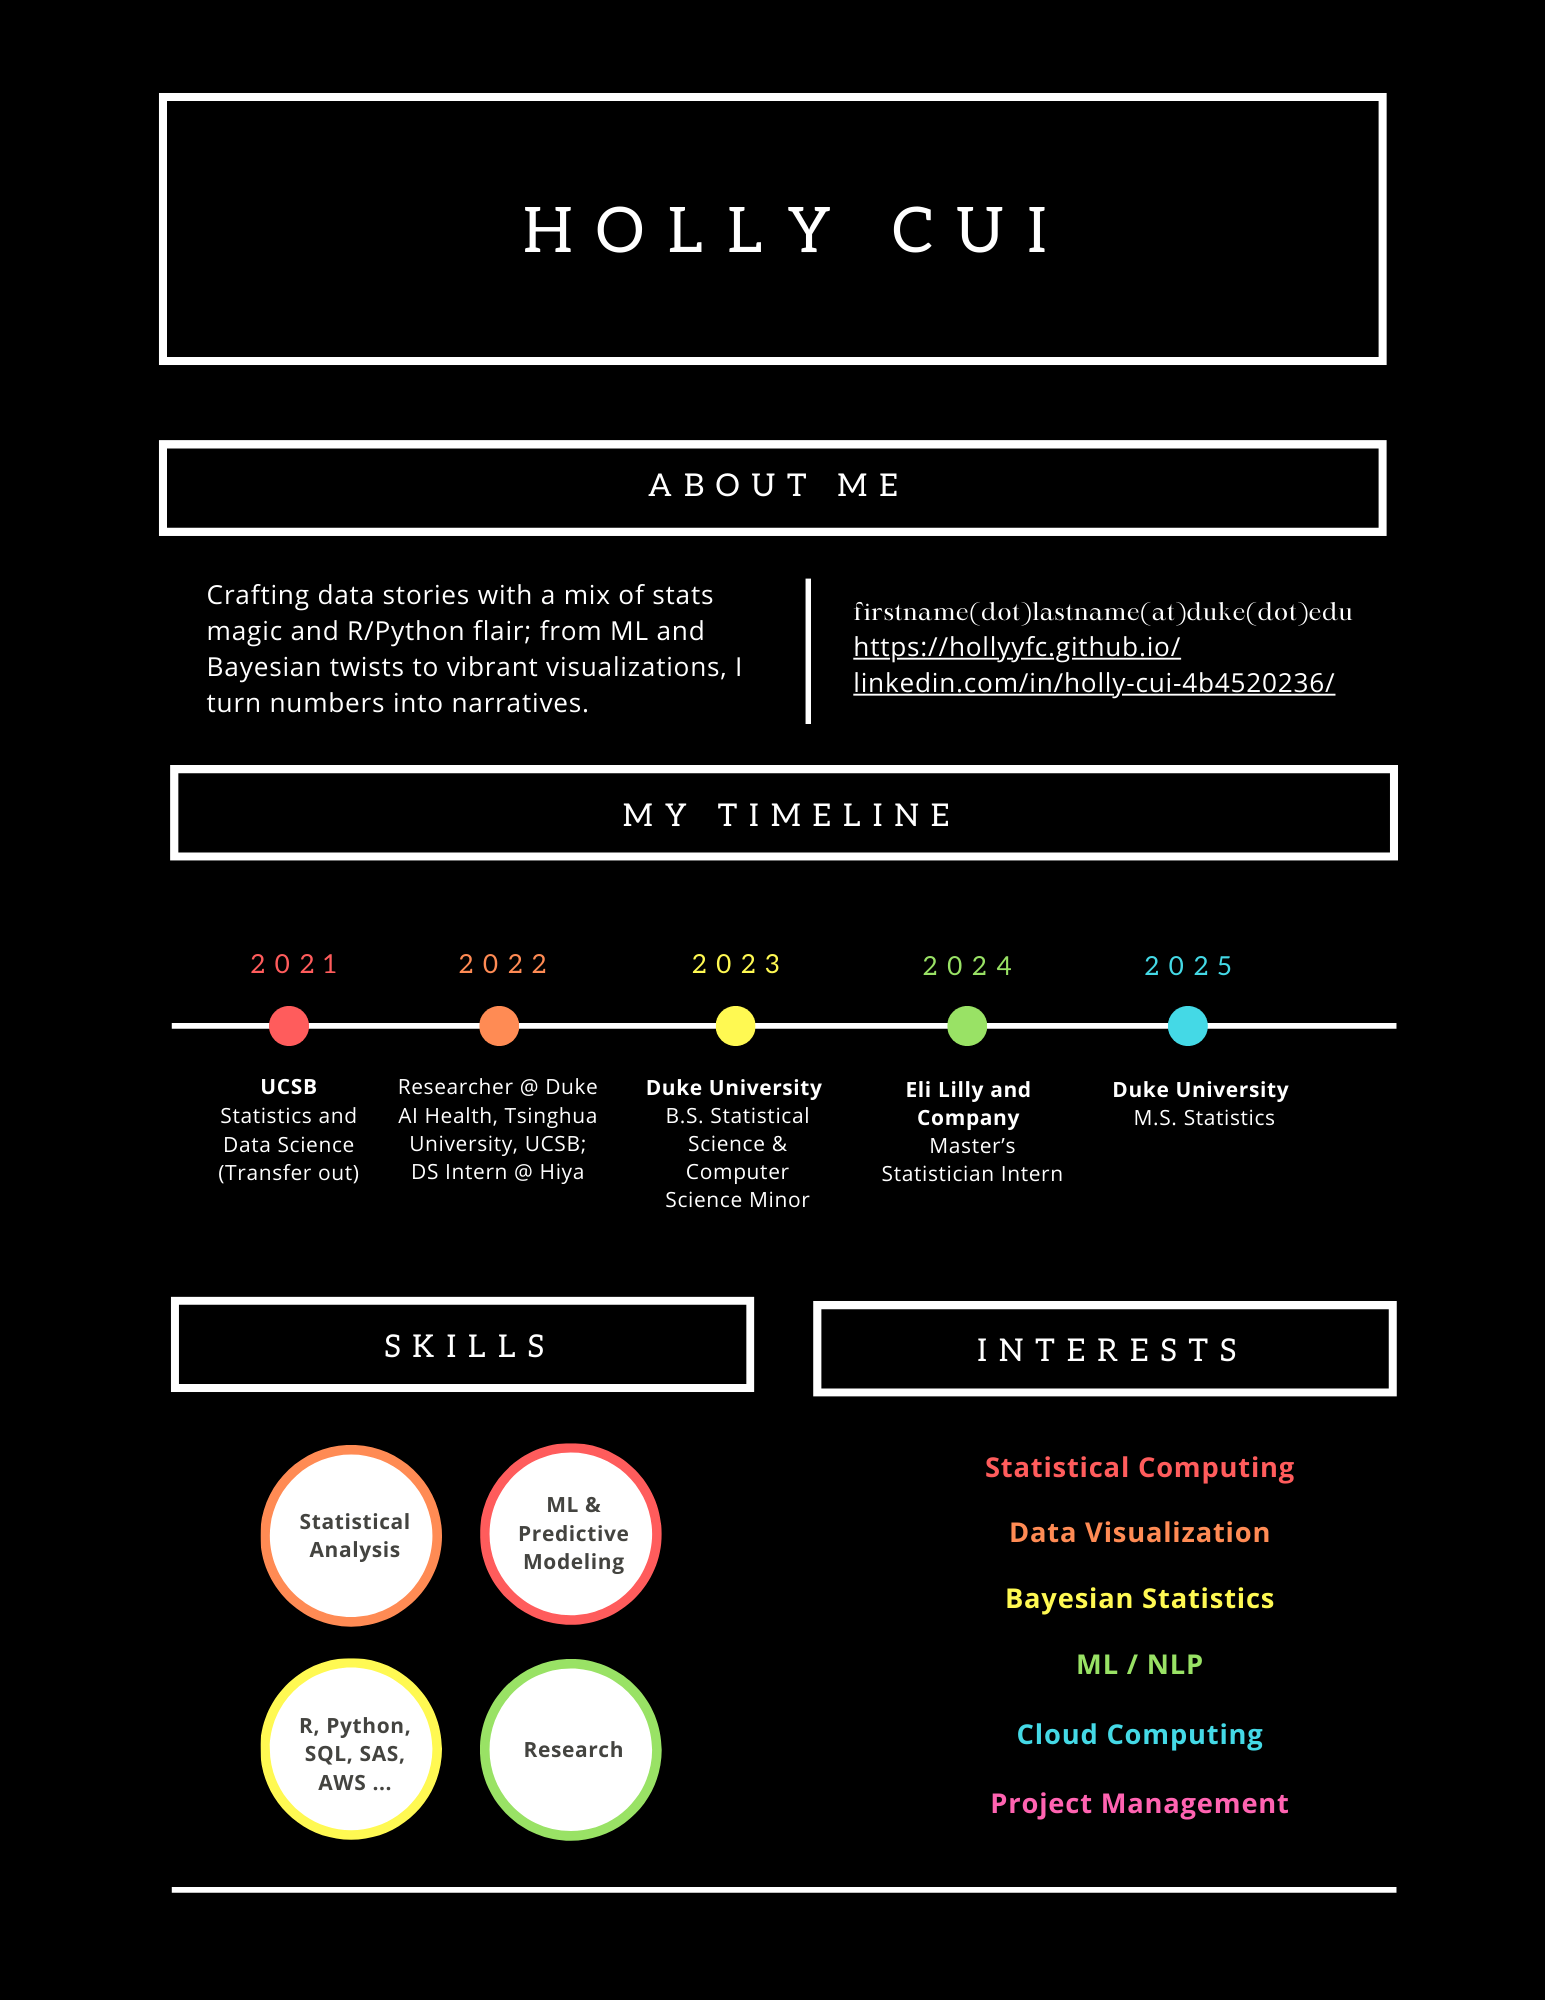 HOLLY CUI
ABOUT ME
Crafting data stories with a mix of stats
magic and R/Python flair; from ML and
Bayesian twists to vibrant visualizations, I
turn numbers into narratives.
firstname(dot)lastname(at)duke(dot)edu
https://hollyyfc.github.io/
linkedin.com/in/holly-cui-4b4520236/
MY TIMELINE
2021
UCSB
Statistics and
Data Science
(Transfer out)
2022
Researcher @ Duke
AI Health, Tsinghua
University, UCSB;
DS Intern @ Hiya
2023
Duke University
B.S. Statistical
Science &
Computer
Science Minor
2024
Eli Lilly and
Company
Master’s
Statistician Intern
2025
Duke University
M.S. Statistics
SKILLS
Statistical
Analysis
ML &
Predictive
Modeling
R, Python,
SQL, SAS,
AWS ...
Research
INTERESTS
Statistical Computing
Data Visualization
Bayesian Statistics
ML / NLP
Cloud Computing
Project Management